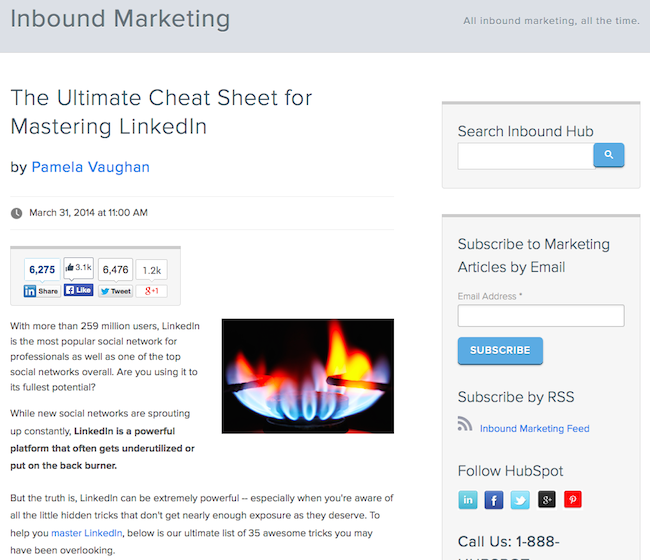 Inbound Marketing
All inbound marketing, all the time.
The Ultimate Cheat Sheet for
Mastering LinkedIn
by Pamela Vaughan
March 31, 2014 at 11:00 AM
6,275
3.1k
6,476
1.2k
in Share
f Like
Tweet
g+1
With more than 259 million users, LinkedIn
is the most popular social network for
professionals as well as one of the top
social networks overall. Are you using it to
its fullest potential?
While new social networks are sprouting
up constantly, LinkedIn is a powerful
platform that often gets underutilized or
put on the back burner.
But the truth is, LinkedIn can be extremely powerful -- especially when you're aware of
all the little hidden tricks that don't get nearly enough exposure as they deserve. To
help you master LinkedIn, below is our ultimate list of 35 awesome tricks you may
have been overlooking.
Search Inbound Hub
Subscribe to Marketing
Articles by Email
Email Address *
SUBSCRIBE
Subscribe by RSS
Inbound Marketing Feed
Follow HubSpot
in
f
g+
Call Us: 1-888-